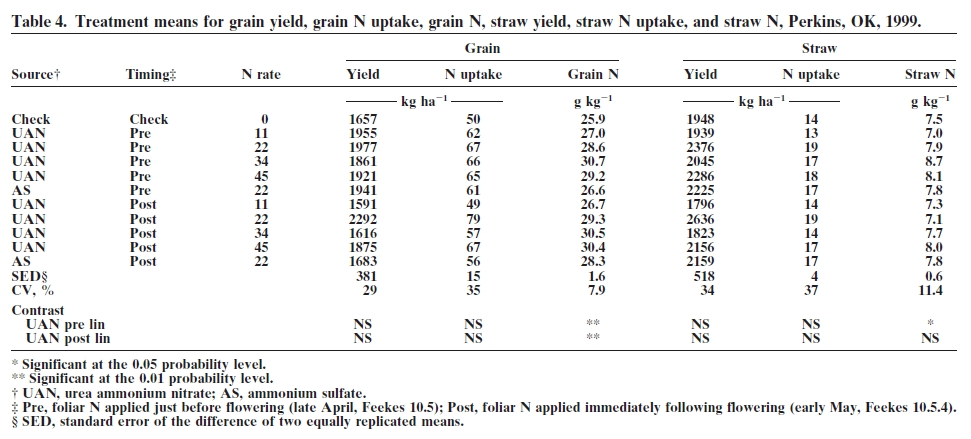 Table 4. Treatment means for grain yield, grain N uptake, grain N, straw yield, straw N uptake, and straw N, Perkins, OK, 1999.
Grain Straw
Source† Timing‡ N rate Yield N uptake Grain N Yield N uptake Straw N
kg ha−1 g kg−1 kg ha−1 g kg−1
Check Check 0 1657 50 25.9 1948 14 7.5
UAN Pre 11 1955 62 27.0 1939 13 7.0
UAN Pre 22 1977 67 28.6 2376 19 7.9
UAN Pre 34 1861 66 30.7 2045 17 8.7
UAN Pre 45 1921 65 29.2 2286 18 8.1
AS Pre 22 1941 61 26.6 2225 17 7.8
UAN Post 11 1591 49 26.7 1796 14 7.3
UAN Post 22 2292 79 29.3 2636 19 7.1
UAN Post 34 1616 57 30.5 1823 14 7.7
UAN Post 45 1875 67 30.4 2156 17 8.0
AS Post 22 1683 56 28.3 2159 17 7.8
SED§ 381 15 1.6 518 4 0.6
CV, % 29 35 7.9 34 37 11.4
Contrast
UAN pre lin NS NS ** NS NS *
UAN post lin NS NS ** NS NS NS
* Significant at the 0.05 probability level.
** Significant at the 0.01 probability level.
† UAN, urea ammonium nitrate; AS, ammonium sulfate.
‡ Pre, foliar N applied just before flowering (late April, Feekes 10.5); Post, foliar N applied immediately following flowering (early May, Feekes 10.5.4).
§ SED, standard error of the difference of two equally replicated means.